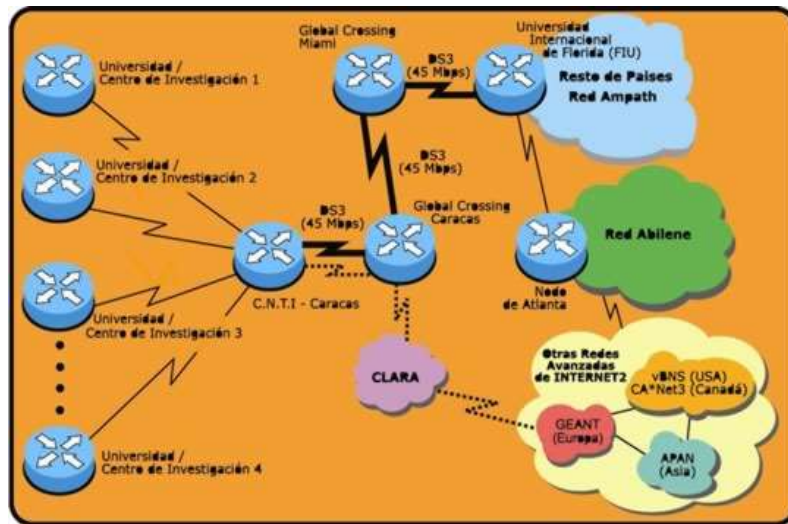 Universidad /
Centro de Investigación 1
Universidad /
Centro de Investigación 2
Universidad /
Centro de Investigación 3
Universidad /
Centro de Investigación 4
C.N.T.I - Caracas
DS3
(45 Mbps)
Global Crossing
Caracas
DS3
(45 Mbps)
Global Crossing
Miami
DS3
(45 Mbps)
Universidad
Internacional
de Florida (FIU)
Resto de Paises
Red Ampath
Red Abilene
Nodo
de Atlanta
CLARA
Otras Redes
Avanzadas
de INTERNET2
vBNS (USA)
CA*Net3 (Canadá)
GEANT
(Europa)
APAN
(Asia)